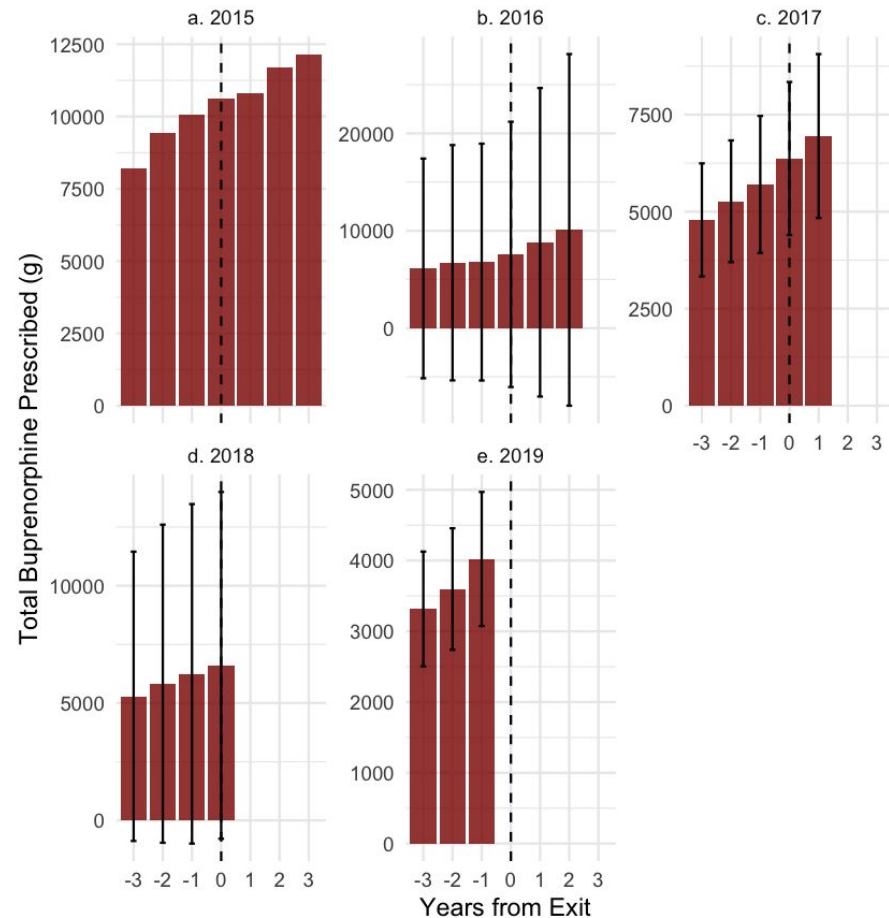 a. 2015
12500
10000
7500
5000
2500
0
b. 2016
20000
10000
0
c. 2017
7500
5000
2500
0
-3 -2 -1 0 1 2 3
d. 2018
10000
5000
0
-3 -2 -1 0 1 2 3
e. 2019
5000
4000
3000
2000
1000
0
-3 -2 -1 0 1 2 3
Total Buprenorphine Prescribed (g)
Years from Exit